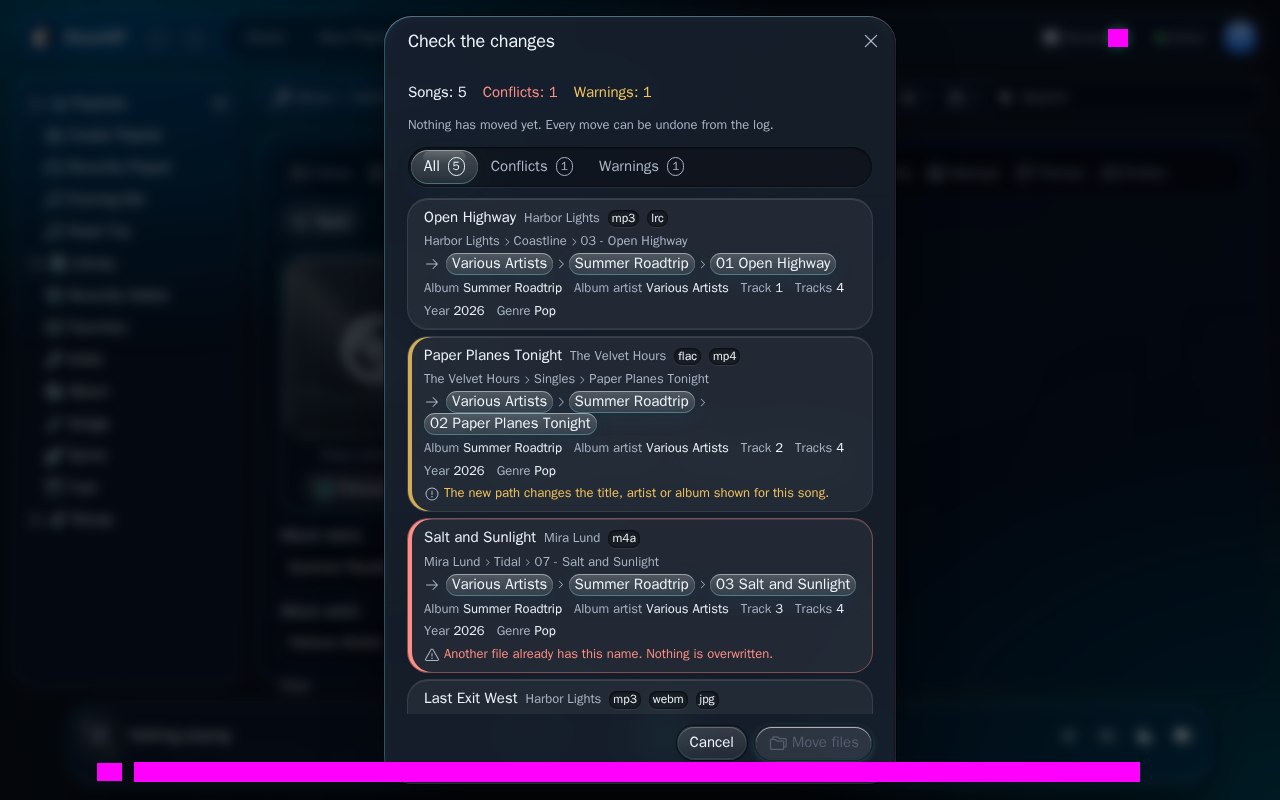 Check the changes
Songs: 5 Conflicts: 1 Warnings: 1
Nothing has moved yet. Every move can be undone from the log.
All 5 Conflicts 1 Warnings 1
Open Highway Harbor Lights mp3 lrc
Harbor Lights › Coastline › 03 - Open Highway
→ Various Artists › Summer Roadtrip › 01 Open Highway
Album Summer Roadtrip Album artist Various Artists Track 1 Tracks 4
Year 2026 Genre Pop
Paper Planes Tonight The Velvet Hours flac mp4
The Velvet Hours › Singles › Paper Planes Tonight
→ Various Artists › Summer Roadtrip ›
02 Paper Planes Tonight
Album Summer Roadtrip Album artist Various Artists Track 2 Tracks 4
Year 2026 Genre Pop
The new path changes the title, artist or album shown for this song.
Salt and Sunlight Mira Lund m4a
Mira Lund › Tidal › 07 - Salt and Sunlight
→ Various Artists › Summer Roadtrip › 03 Salt and Sunlight
Album Summer Roadtrip Album artist Various Artists Track 3 Tracks 4
Year 2026 Genre Pop
Another file already has this name. Nothing is overwritten.
Last Exit West Harbor Lights mp3 webm jpg
Cancel Move files